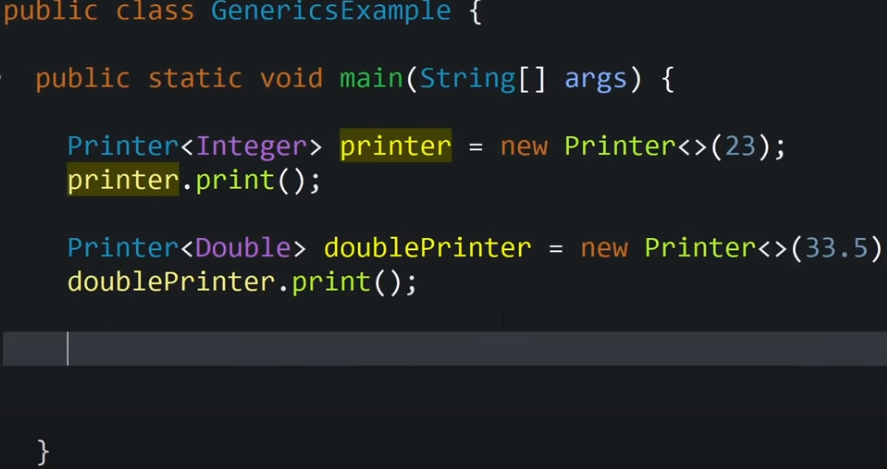 public class GenericsExample {
public static void main(String[] args) {
Printer<Integer> printer = new Printer<>(23);
printer.print();
Printer<Double> doublePrinter = new Printer<>(33.5)
doublePrinter.print();
}